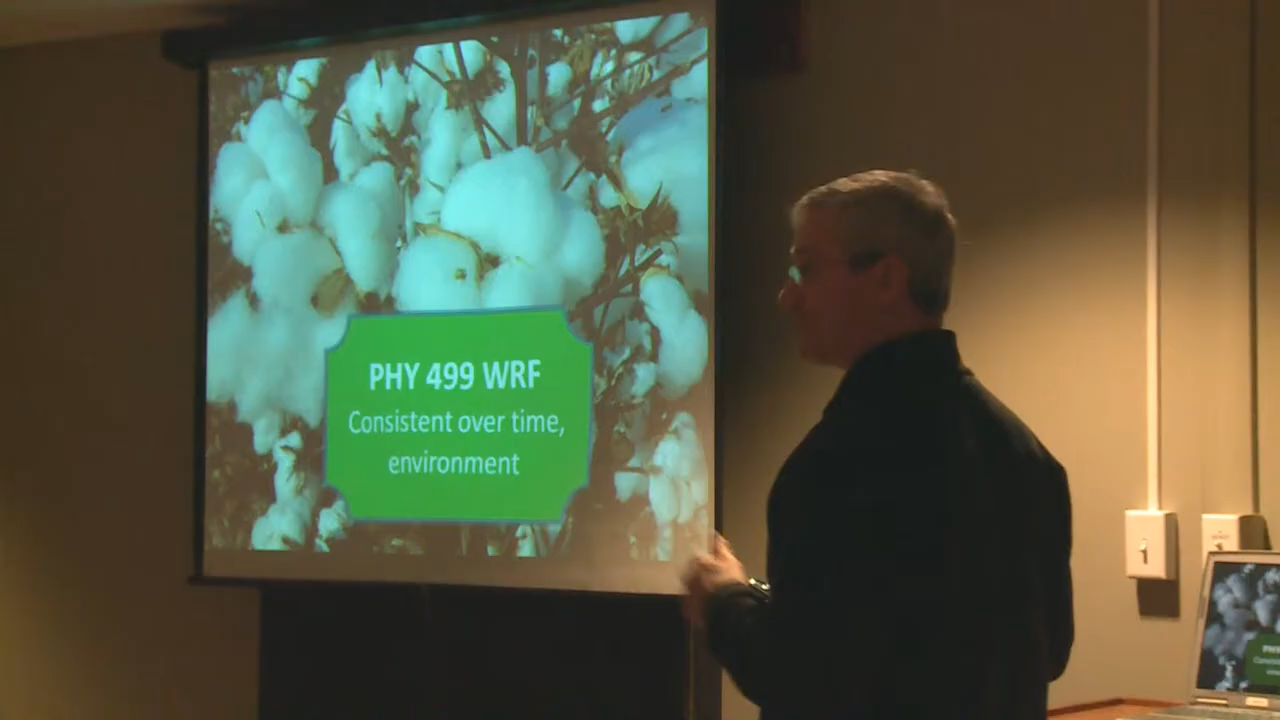 PHY 499 WRF
Consistent over time,
environment